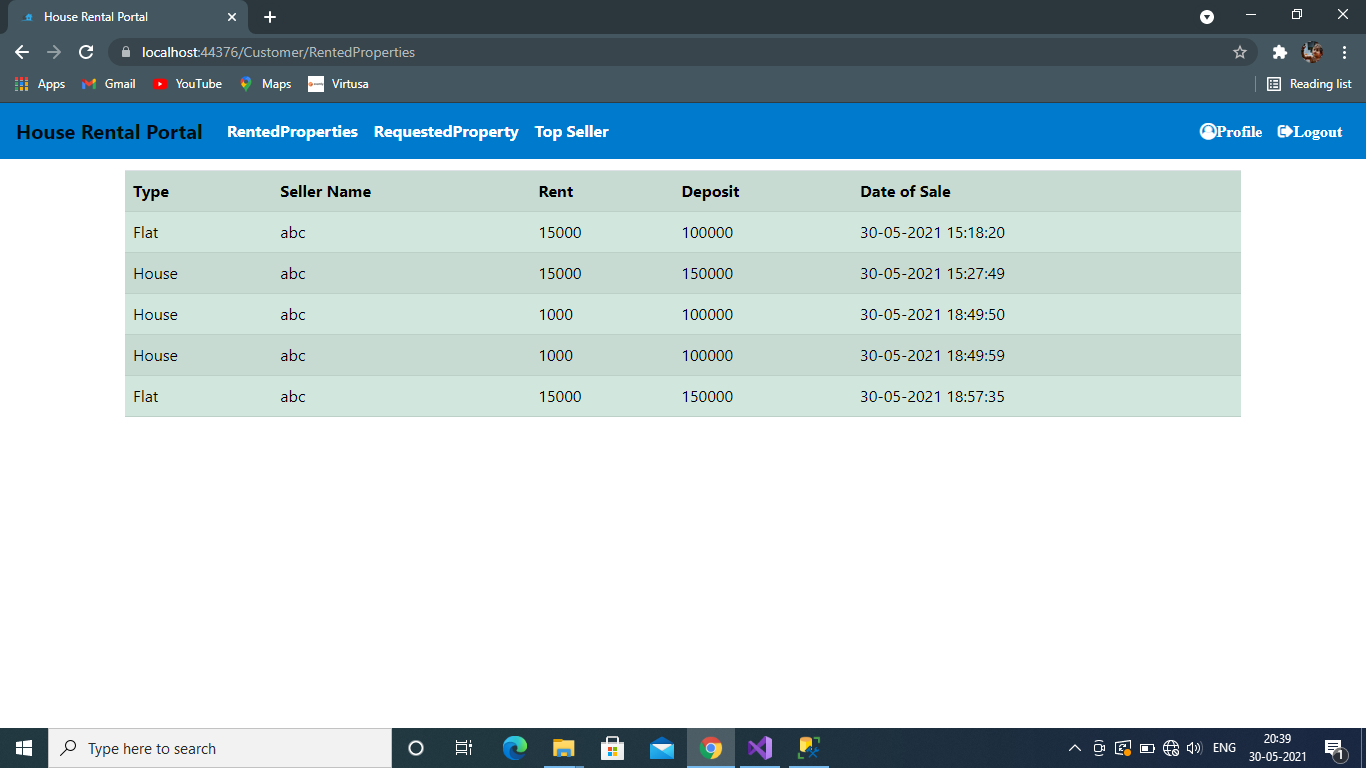 House Rental Portal
localhost:44376/Customer/RentedProperties
Apps Gmail YouTube Maps Virtusa Reading list
House Rental Portal RentedProperties RequestedProperty Top Seller Profile Logout
Type Seller Name Rent Deposit Date of Sale
Flat abc 15000 100000 30-05-2021 15:18:20
House abc 15000 150000 30-05-2021 15:27:49
House abc 1000 100000 30-05-2021 18:49:50
House abc 1000 100000 30-05-2021 18:49:59
Flat abc 15000 150000 30-05-2021 18:57:35
Type here to search
ENG
20:39
30-05-2021
1